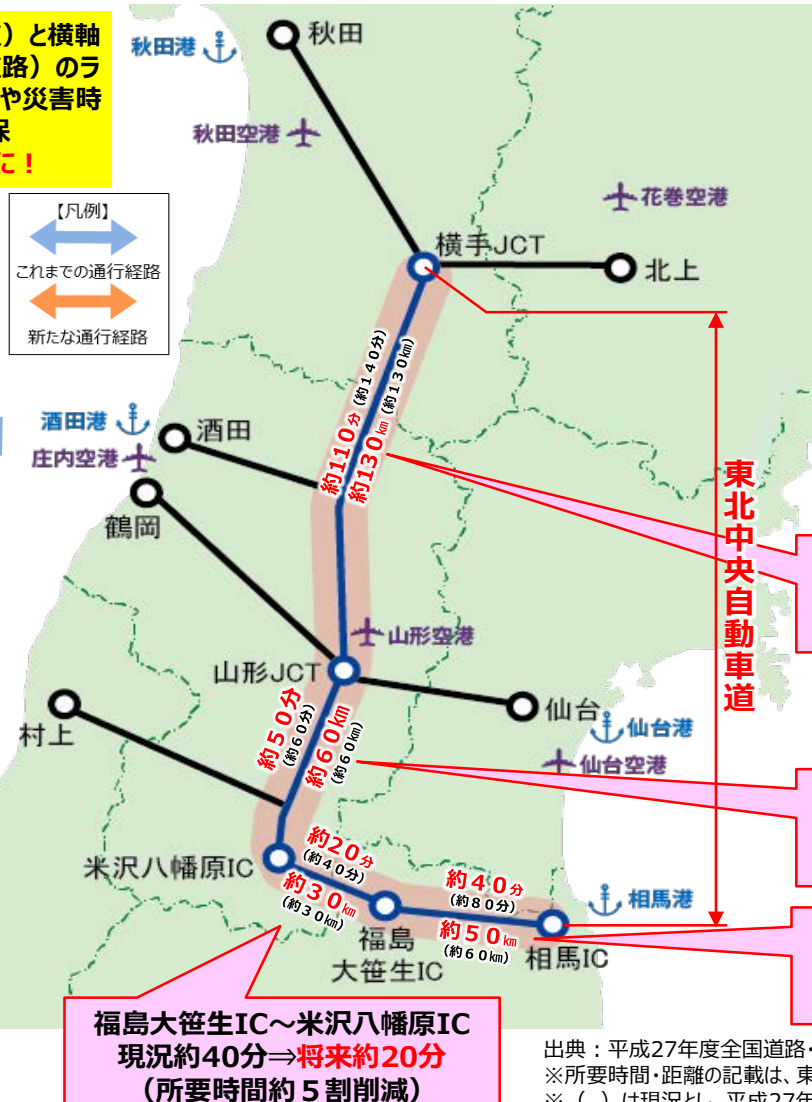 ）と横軸
路）のラ
や災害時
保
に！
【凡例】
これまでの通行経路
新たな通行経路
秋田港
秋田
秋田空港
花巻空港
横手JCT
北上
約110分（約140分）
約130㎞（約130㎞）
酒田港
酒田
庄内空港
鶴岡
東北中央自動車道
山形空港
山形JCT
仙台
仙台港
仙台空港
村上
約50分
（約60分）
約60㎞
（約60㎞）
米沢八幡原IC
約20分
（約40分）
約30㎞
（約30㎞）
約40分
（約80分）
約50㎞
（約60㎞）
福島
大笹生IC
相馬港
相馬IC
福島大笹生IC～米沢八幡原IC
現況約40分⇒将来約20分
（所要時間約５割削減）
出典：平成27年度全国道路・
※所要時間・距離の記載は、東
※（ ）は現況とし、平成27年